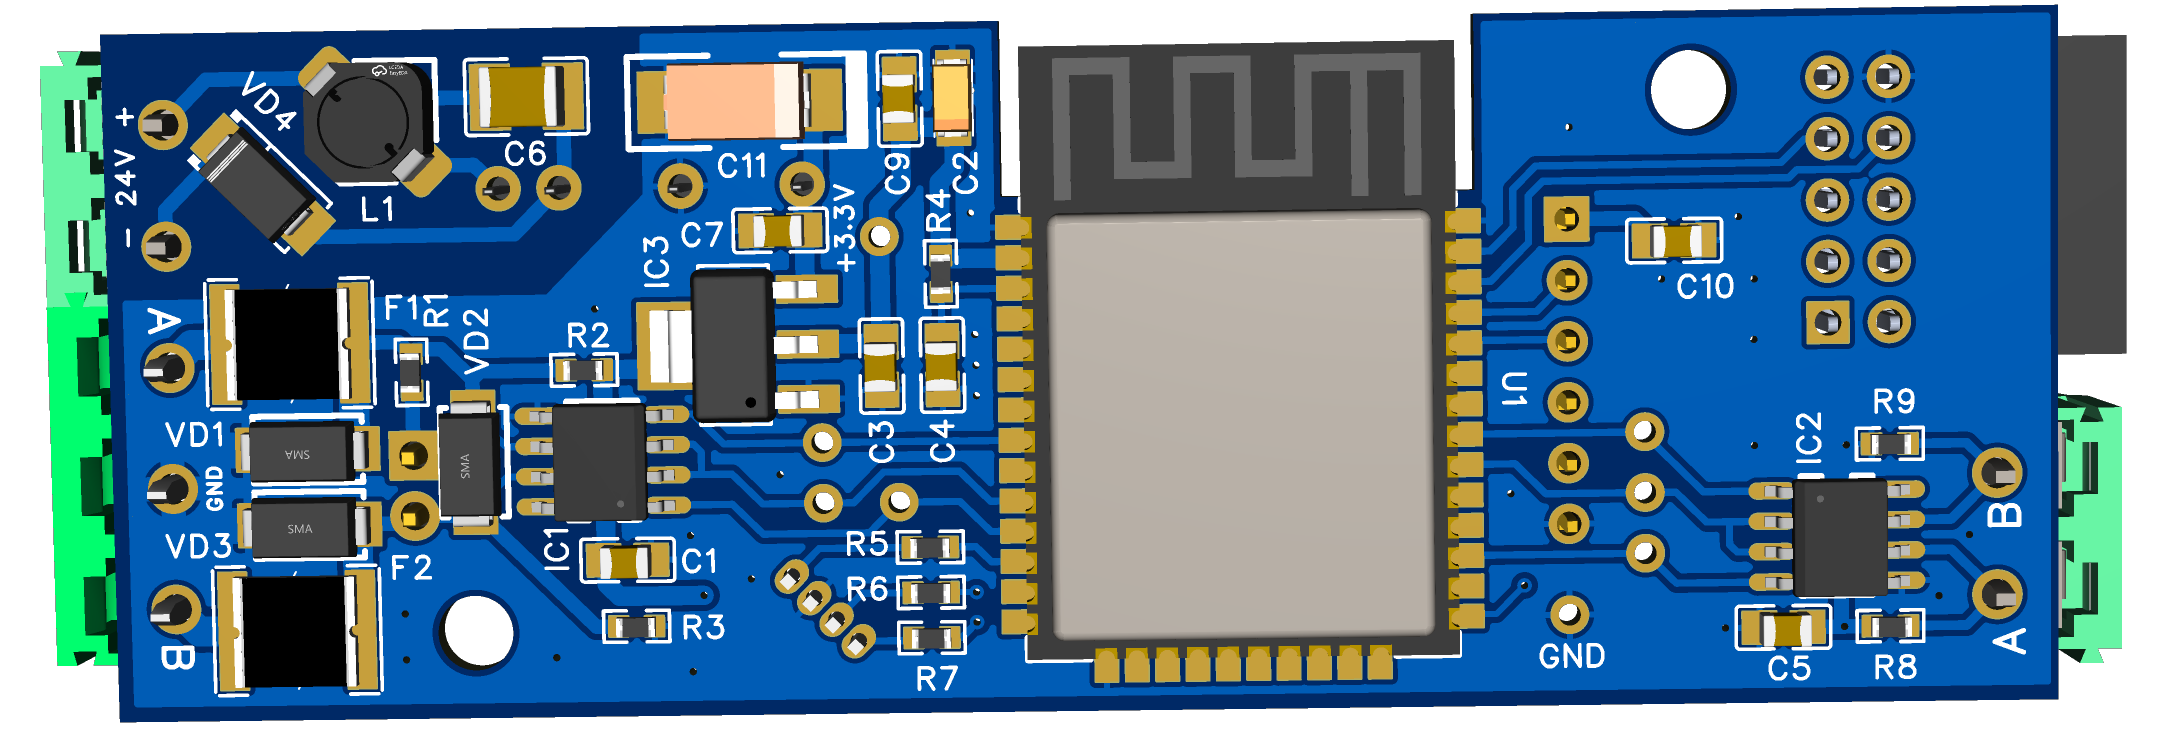 +
24V
-
VD4
L1
C6
C11
C9
C2
R4
+3.3V
C7
IC3
A
F1
R1
VD2
R2
VD1
SMA
GND
SMA
SMA
VD3
F2
B
IC1
C1
R3
C3
C4
R5
R6
R7
U1
C10
GND
IC2
R9
B
A
C5
R8